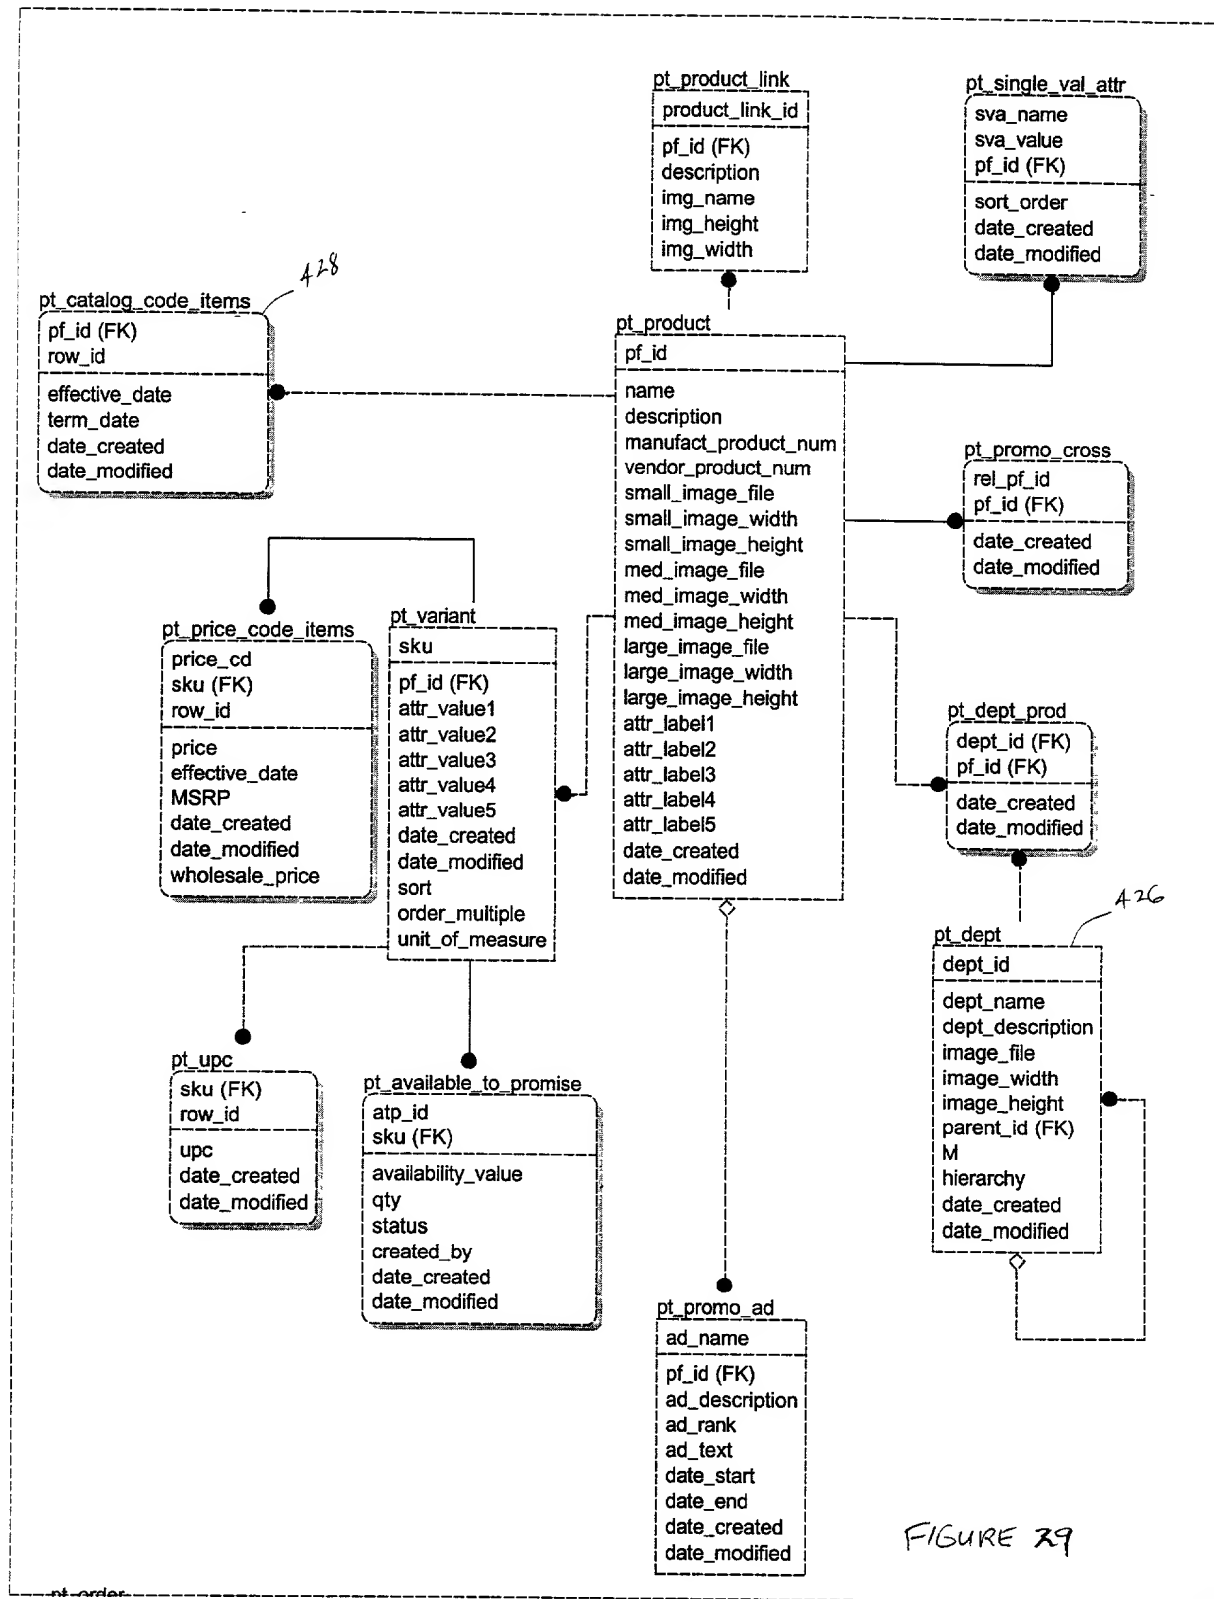 pt_product_link
product_link_id
pf_id (FK)
description
img_name
img_height
img_width
pt_single_val_attr
sva_name
sva_value
pf_id (FK)
sort_order
date_created
date_modified
428
pt_catalog_code_items
pf_id (FK)
row_id
effective_date
term_date
date_created
date_modified
pt_product
pf_id
name
description
manufact_product_num
vendor_product_num
small_image_file
small_image_width
small_image_height
med_image_file
med_image_width
med_image_height
large_image_file
large_image_width
large_image_height
attr_label1
attr_label2
attr_label3
attr_label4
attr_label5
date_created
date_modified
pt_promo_cross
rel_pf_id
pf_id (FK)
date_created
date_modified
pt_price_code_items
price_cd
sku (FK)
row_id
price
effective_date
MSRP
date_created
date_modified
wholesale_price
pt_variant
sku
pf_id (FK)
attr_value1
attr_value2
attr_value3
attr_value4
attr_value5
date_created
date_modified
sort
order_multiple
unit_of_measure
pt_dept_prod
dept_id (FK)
pf_id (FK)
date_created
date_modified
426
pt_dept
dept_id
dept_name
dept_description
image_file
image_width
image_height
parent_id (FK)
M
hierarchy
date_created
date_modified
pt_upc
sku (FK)
row_id
upc
date_created
date_modified
pt_available_to_promise
atp_id
sku (FK)
availability_value
qty
status
created_by
date_created
date_modified
pt_promo_ad
ad_name
pf_id (FK)
ad_description
ad_rank
ad_text
date_start
date_end
date_created
date_modified
FIGURE 29
pt_order